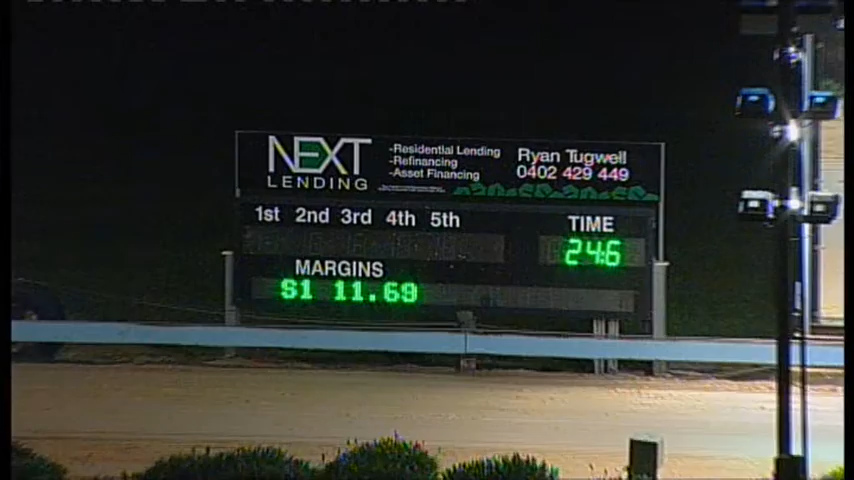 NEXT
LENDING
-Residential Lending
-Refinancing
-Asset Financing
Ryan Tugwell
0402 429 449
1st 2nd 3rd 4th 5th
TIME
24:6
MARGINS
S1 11.69